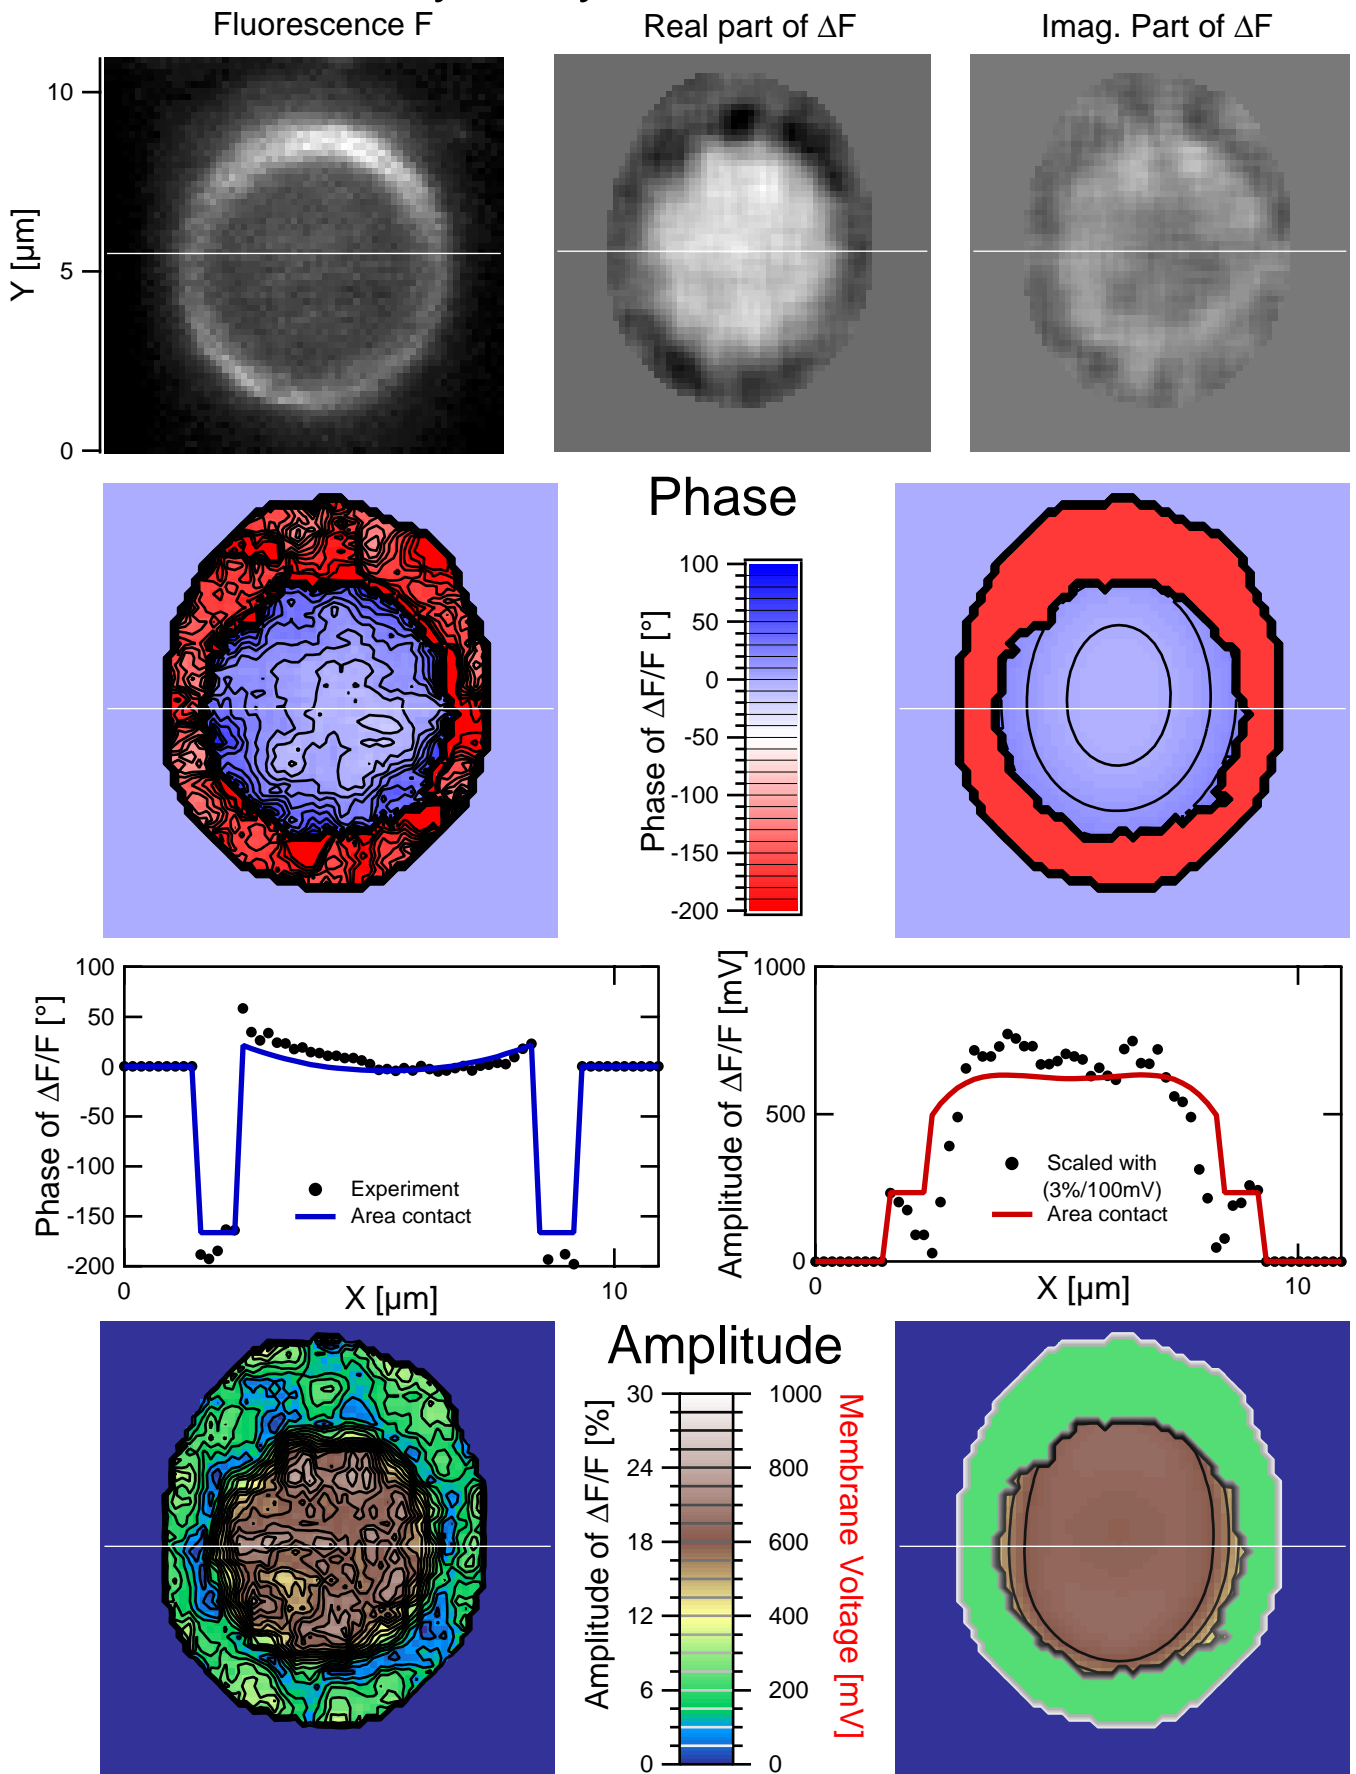 Fluorescence F
Real part of ΔF
Imag. Part of ΔF
Y [µm]
10
5
0
Phase
Phase of ΔF/F [°]
100
50
0
-50
-100
-150
-200
Phase of ΔF/F [°]
100
50
0
-50
-100
-150
-200
Experiment
Area contact
0
10
X [µm]
Amplitude of ΔF/F [mV]
1000
500
0
Scaled with
(3%/100mV)
Area contact
0
10
X [µm]
Amplitude
Amplitude of ΔF/F [%]
30
24
18
12
6
0
1000
800
600
400
200
0
Membrane Voltage [mV]